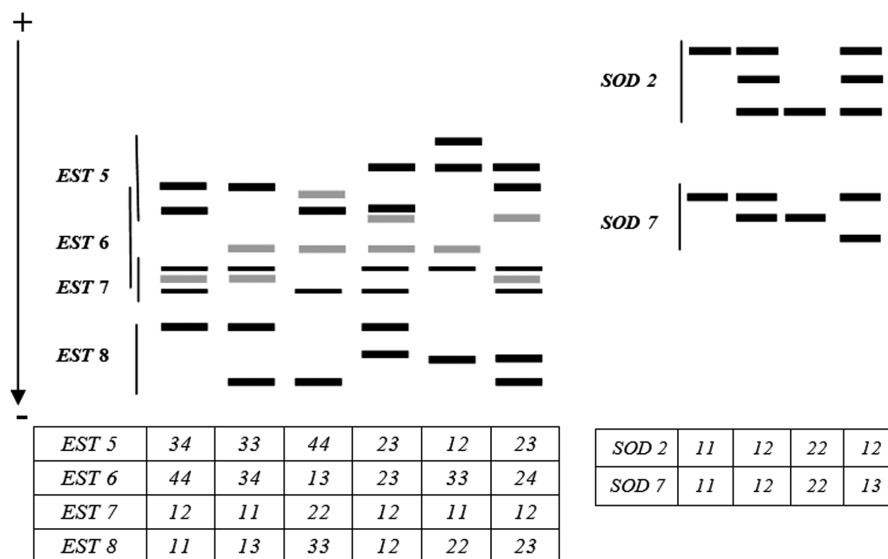 +
SOD 2
EST 5
SOD 7
EST 6
EST 7
EST 8
-
EST 5 34 33 44 23 12 23
EST 6 44 34 13 23 33 24
EST 7 12 11 22 12 11 12
EST 8 11 13 33 12 22 23
SOD 2 11 12 22 12
SOD 7 11 12 22 13